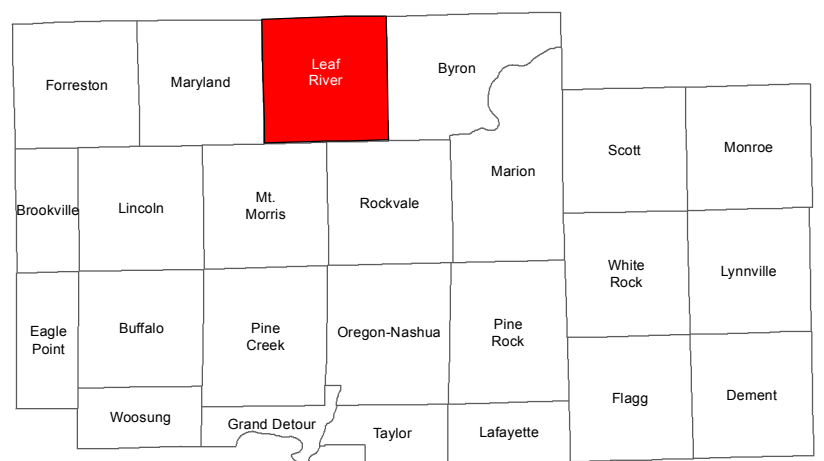 Leaf
River
Byron
Forreston
Maryland
Scott
Monroe
Marion
Brookville
Lincoln
Mt.
Morris
Rockvale
White
Rock
Lynnville
Eagle
Point
Buffalo
Pine
Creek
Oregon-Nashua
Pine
Rock
Flagg
Dement
Woosung
Grand Detour
Taylor
Lafayette